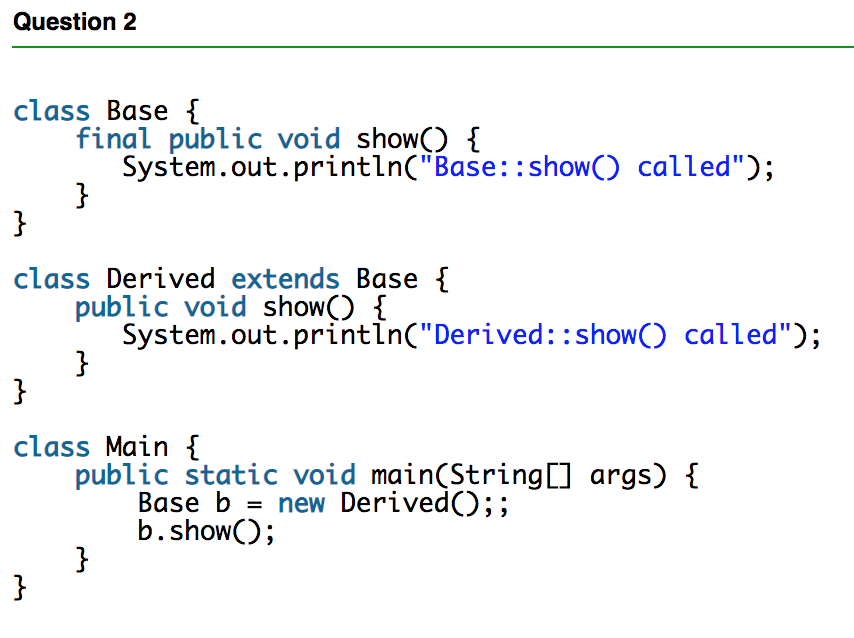 Question 2
class Base {
    final public void show() {
       System.out.println("Base::show() called");
    }
}
class Derived extends Base {
    public void show() {
       System.out.println("Derived::show() called");
    }
}
class Main {
    public static void main(String[] args) {
        Base b = new Derived();;
        b.show();
    }
}